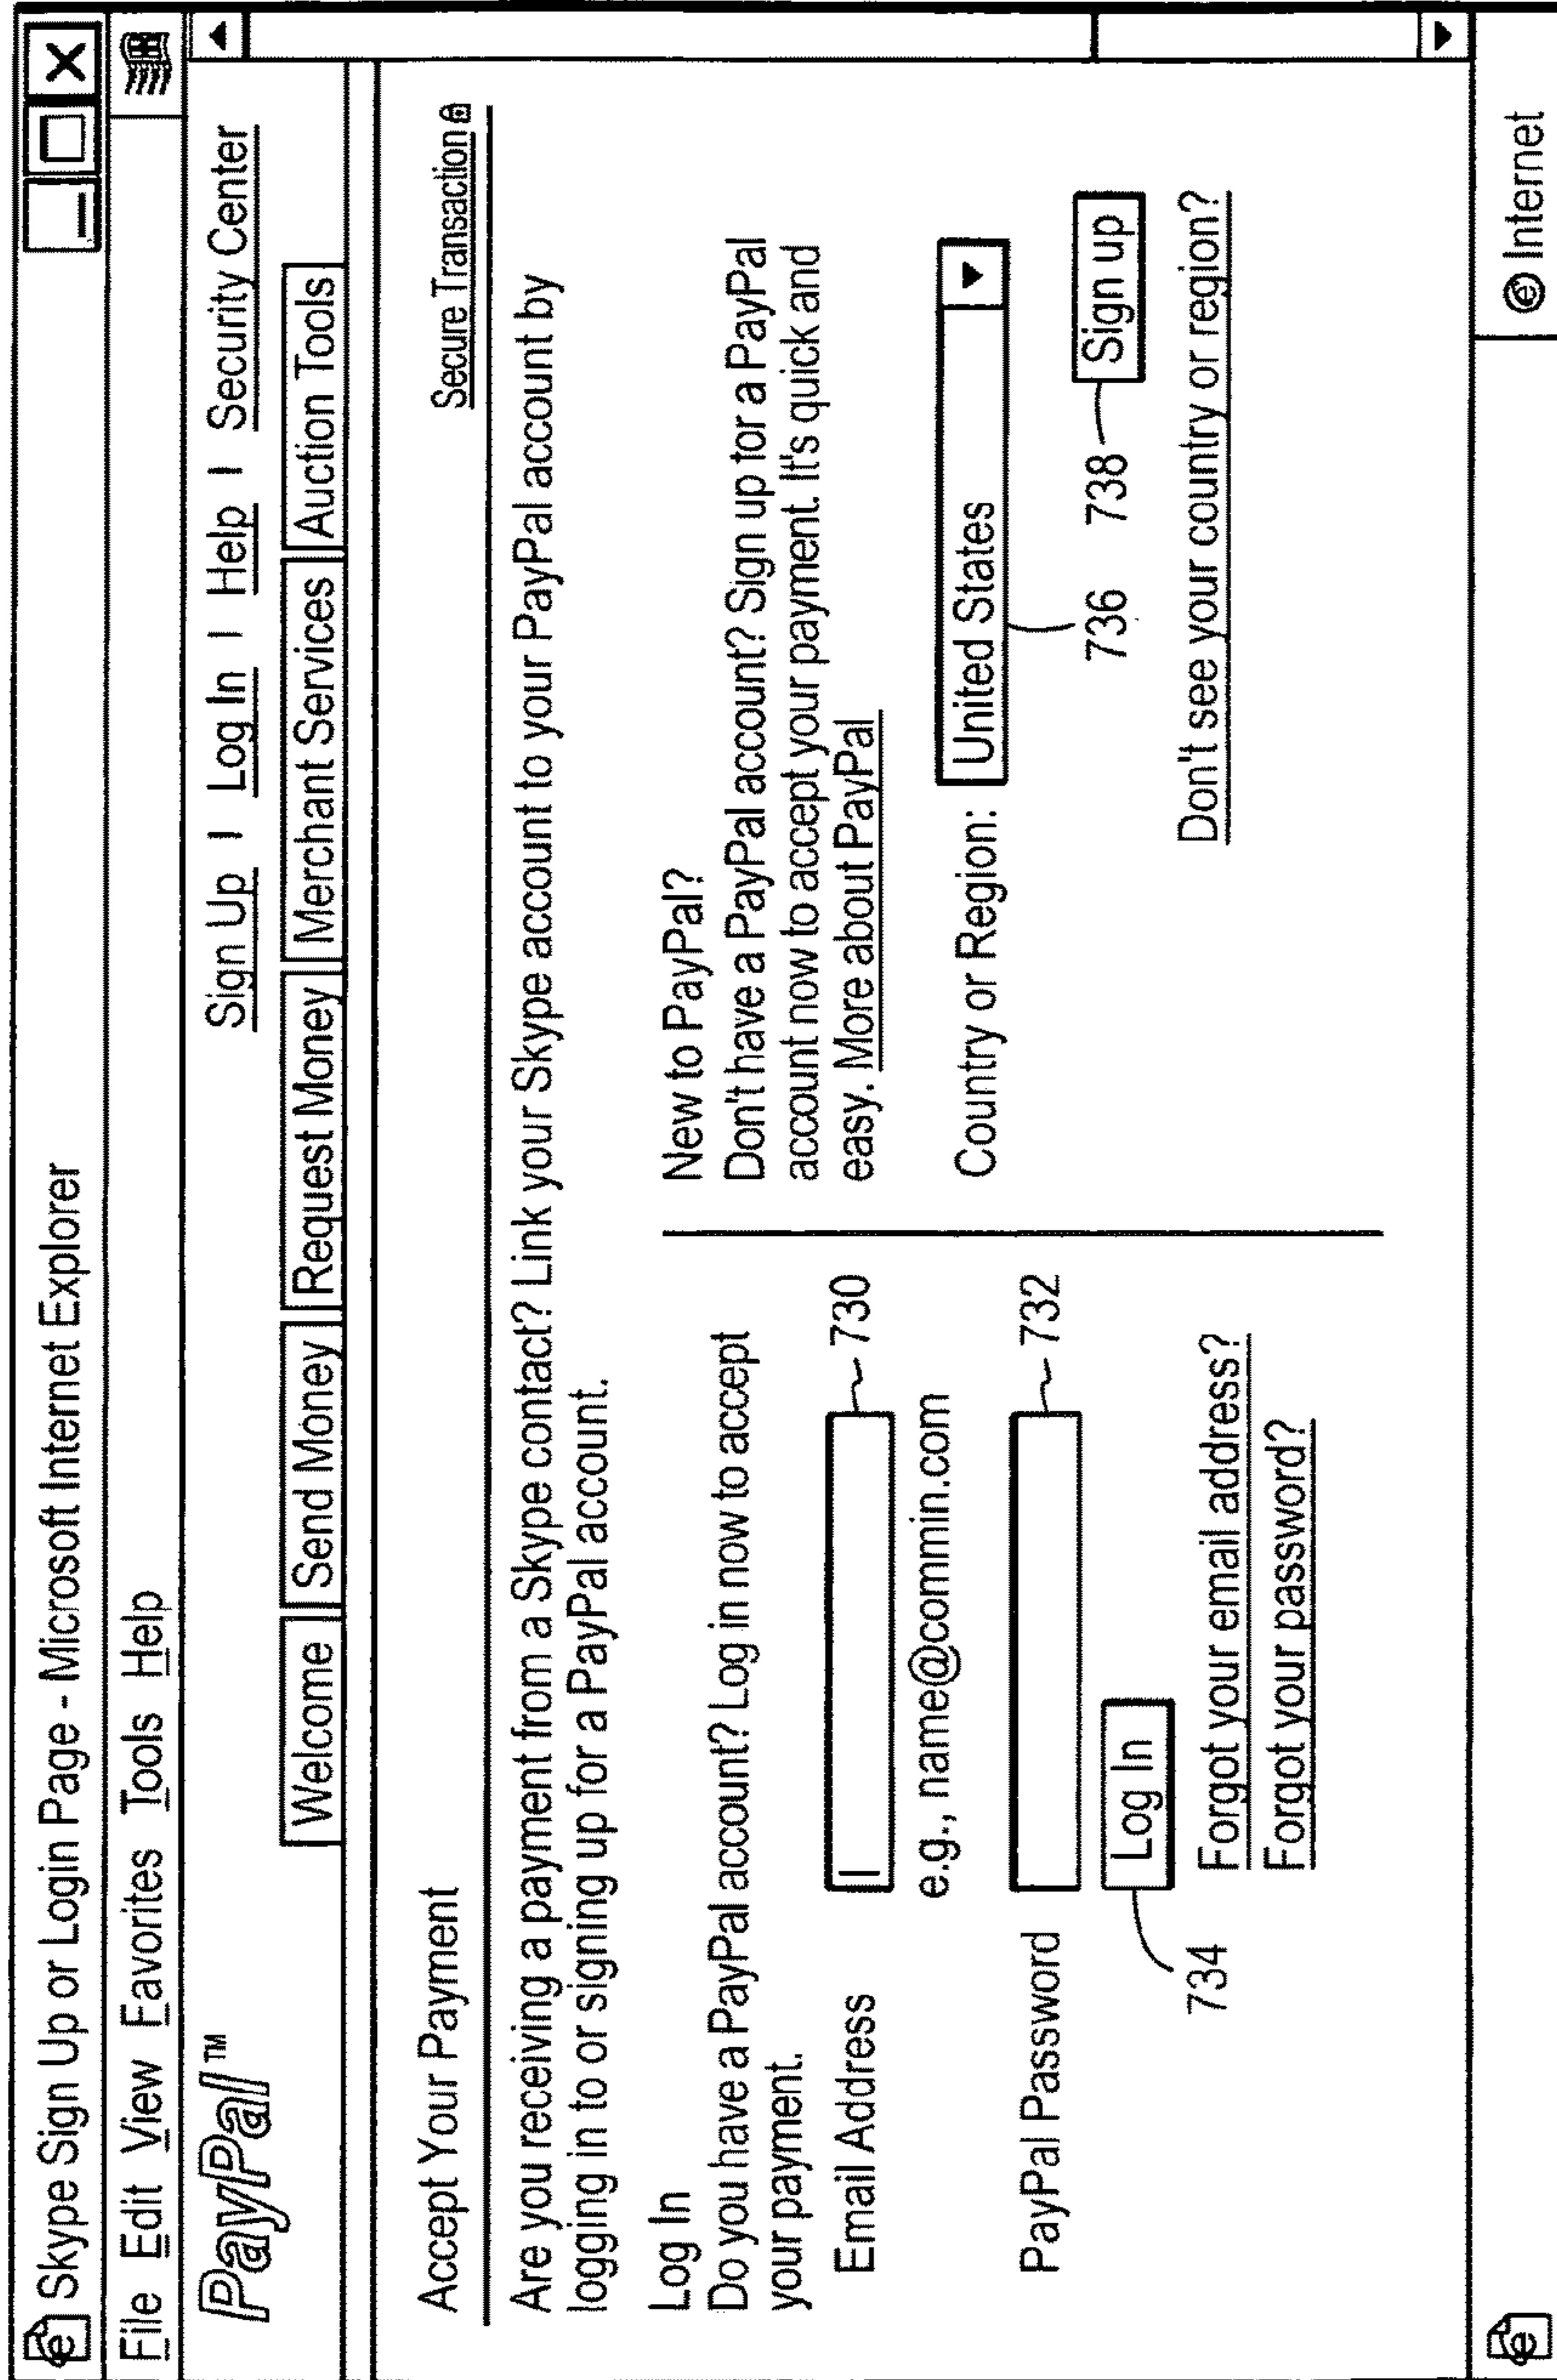 Skype Sign Up or Login Page - Microsoft Internet Explorer
File Edit View Favorites Tools Help
PayPal™
Sign Up | Log In | Help | Security Center
Welcome Send Money Request Money Merchant Services Auction Tools
Accept Your Payment
Secure Transaction
Are you receiving a payment from a Skype contact? Link your Skype account to your PayPal account by
logging in to or signing up for a PayPal account.
Log In
Do you have a PayPal account? Log in now to accept
your payment.
Email Address
730
e.g., name@commin.com
PayPal Password
732
Log In
734
Forgot your email address?
Forgot your password?
New to PayPal?
Don't have a PayPal account? Sign up tor a PayPal
account now to accept your payment. It's quick and
easy. More about PayPal
Country or Region: United States
736
738
Sign up
Don't see your country or region?
Internet